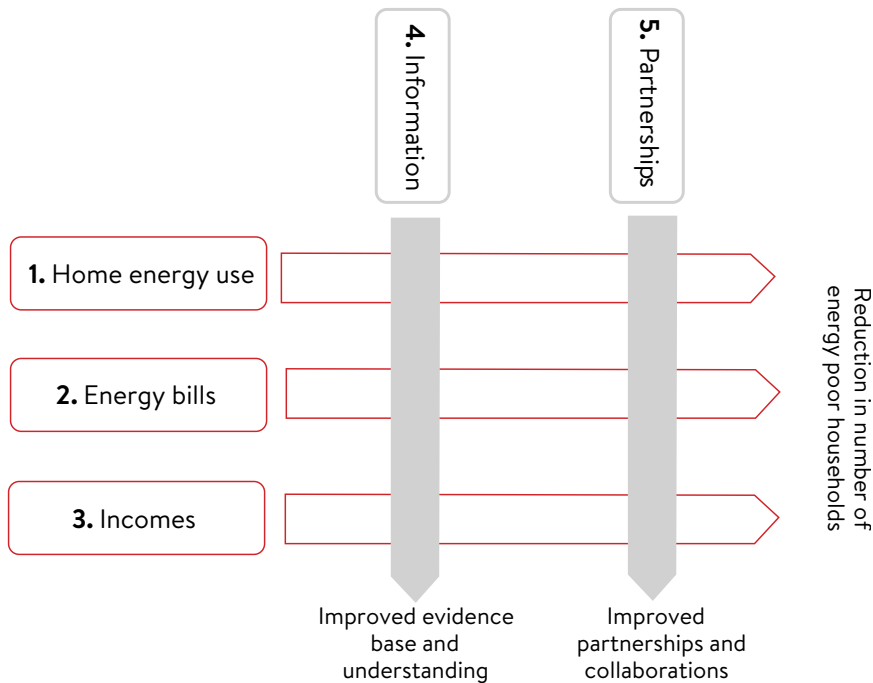 4. Information
5. Partnerships
1. Home energy use
2. Energy bills
3. Incomes
Reduction in number of
energy poor households
Improved evidence
base and
understanding
Improved
partnerships and
collaborations